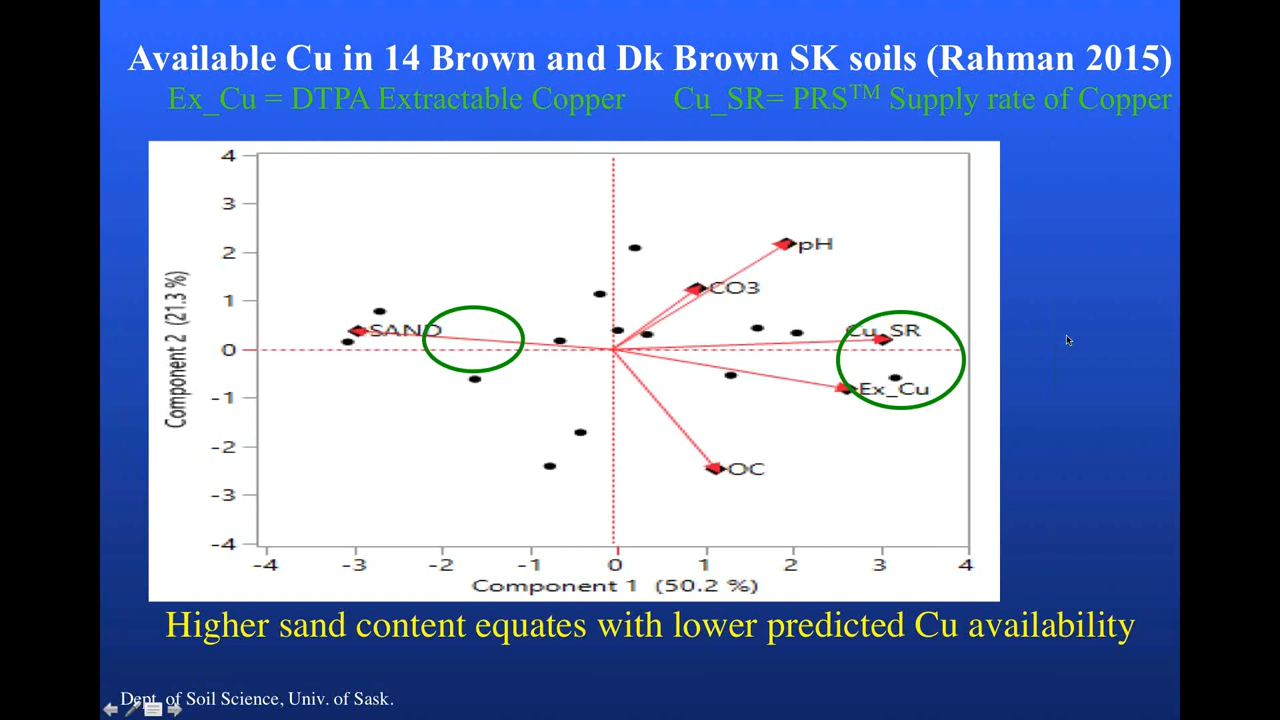 Available Cu in 14 Brown and Dk Brown SK soils (Rahman 2015)
Ex_Cu = DTPA Extractable Copper Cu_SR= PRS™ Supply rate of Copper
4
3
2
1
0
-1
-2
-3
-4
Component 2 (21.3 %)
pH
CO3
SAND
Cu_SR
Ex_Cu
OC
-4 -3 -2 -1 0 1 2 3 4
Component 1 (50.2 %)
Higher sand content equates with lower predicted Cu availability
Dept. of Soil Science, Univ. of Sask.